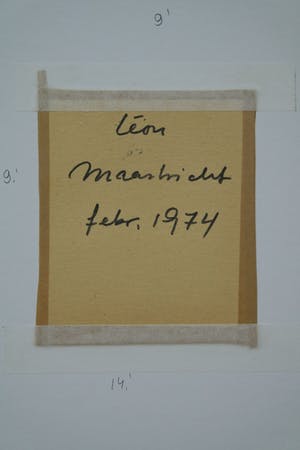 9'
Léon
Maastricht
9.'
febr. 1974
14.'